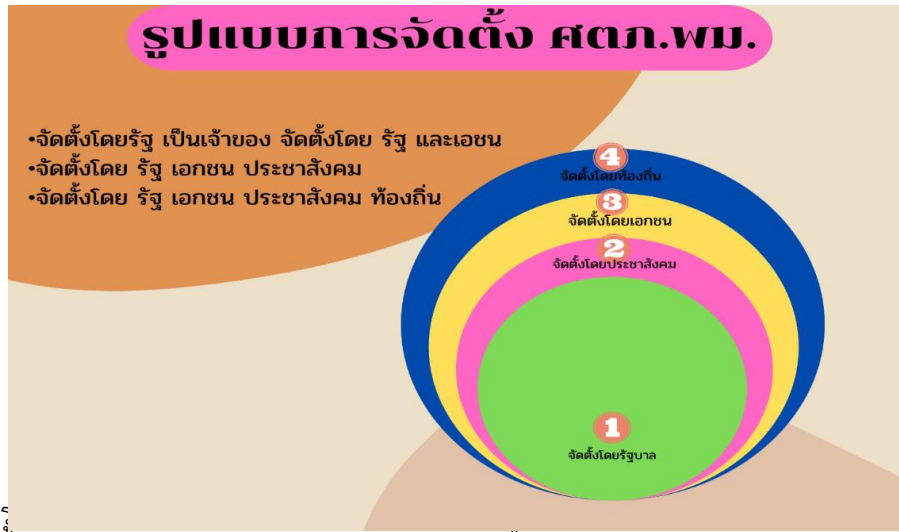 รูปแบบการจัดตั้ง ศตภ.พม.
•จัดตั้งโดยรัฐ เป็นเจ้าของ จัดตั้งโดย รัฐ และเอชน
•จัดตั้งโดย รัฐ เอกชน ประชาสังคม
•จัดตั้งโดย รัฐ เอกชน ประชาสังคม ท้องถิ่น
4
จัดตั้งโดยท้องถิ่น
3
จัดตั้งโดยเอกชน
2
จัดตั้งโดยประชาสังคม
1
จัดตั้งโดยรัฐบาล